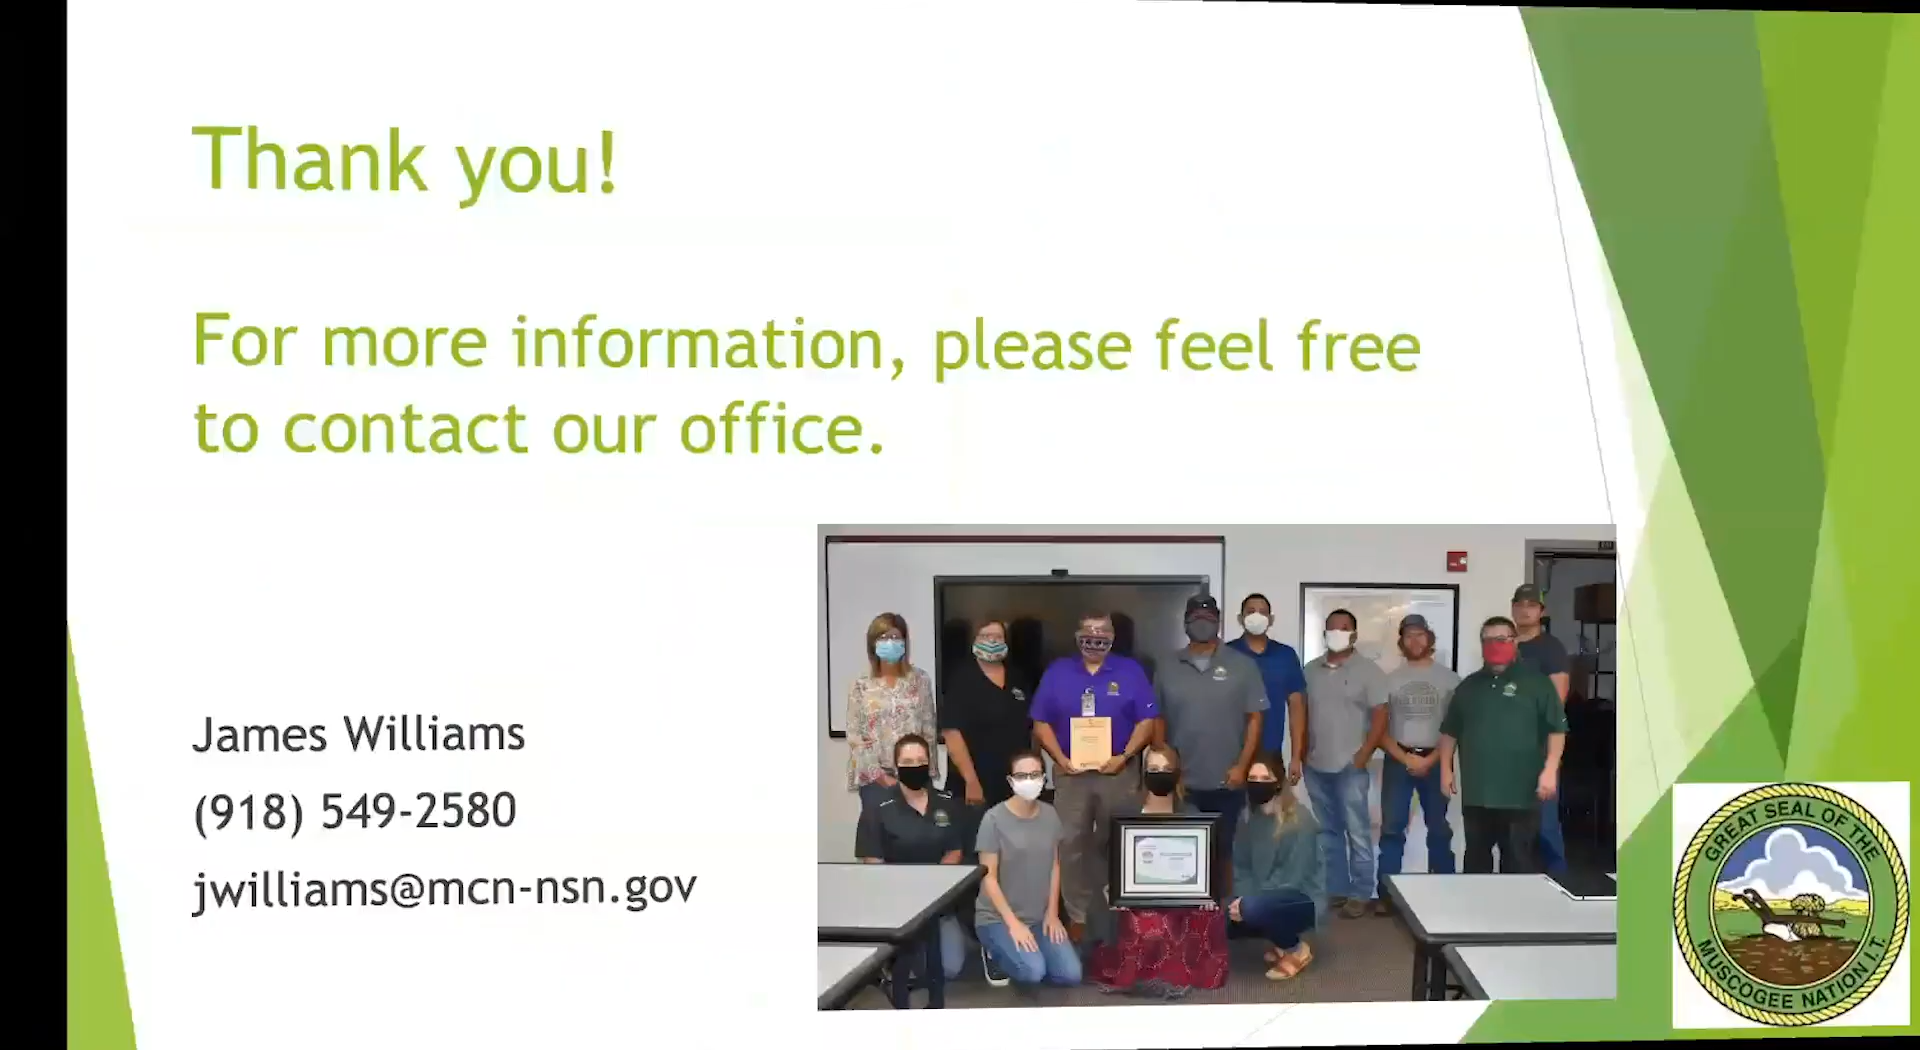 Thank you!
For more information, please feel free
to contact our office.
James Williams
(918) 549-2580
jwilliams@mcn-nsn.gov
GREAT SEAL OF THE
MUSCOGEE NATION I.T.